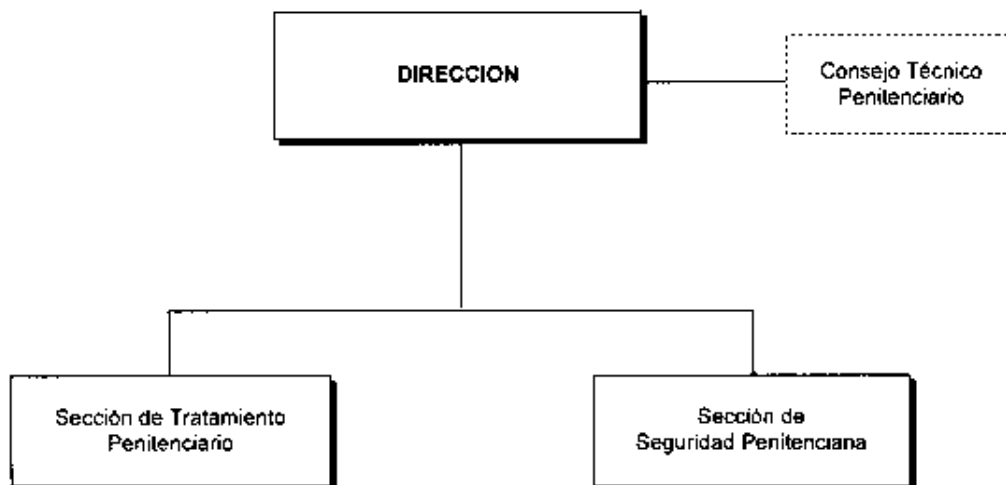 DIRECCION
Consejo Técnico
Penitenciario
Sección de Tratamiento
Penitenciario
Sección de
Seguridad Penitenciana